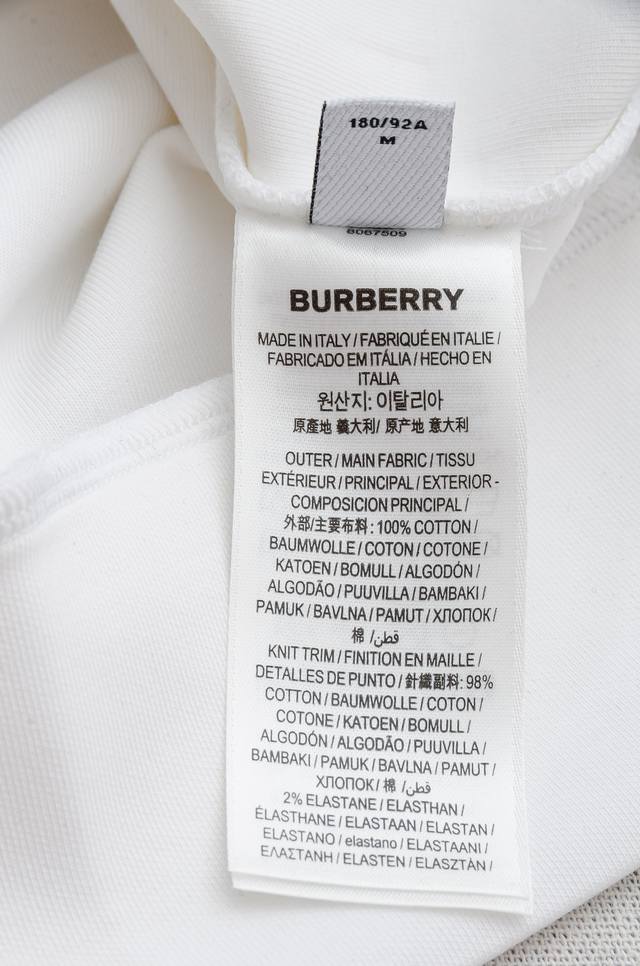 180/92A
M
8067509
BURBERRY
MADE IN ITALY / FABRIQUÉ EN ITALIE /
FABRICADO EM ITÁLIA / HECHO EN
ITALIA
원산지: 이탈리아
原產地 義大利/ 原产地 意大利
OUTER / MAIN FABRIC / TISSU
EXTÉRIEUR / PRINCIPAL / EXTERIOR -
COMPOSICION PRINCIPAL /
外部/主要布料: 100% COTTON /
BAUMWOLLE / COTON / COTONE /
KATOEN / BOMULL / ALGODÓN /
ALGODÃO / PUUVILLA / BAMBAKI /
PAMUK / BAVLNA / PAMUT / ХЛОПОК /
棉 / قطن/
KNIT TRIM / FINITION EN MAILLE /
DETALLES DE PUNTO / 針織副料: 98%
COTTON / BAUMWOLLE / COTON /
COTONE / KATOEN / BOMULL /
ALGODÓN / ALGODÃO / PUUVILLA /
BAMBAKI / PAMUK / BAVLNA / PAMUT /
ХЛОПОК / 棉 / قطن/
2% ELASTANE / ELASTHAN /
ÉLASTHANE / ELASTAAN / ELASTAN /
ELASTANO / elastano / ELASTAANI /
ΕΛΑΣΤΑΝΗ / ELASTEN / ELASZTÁN /